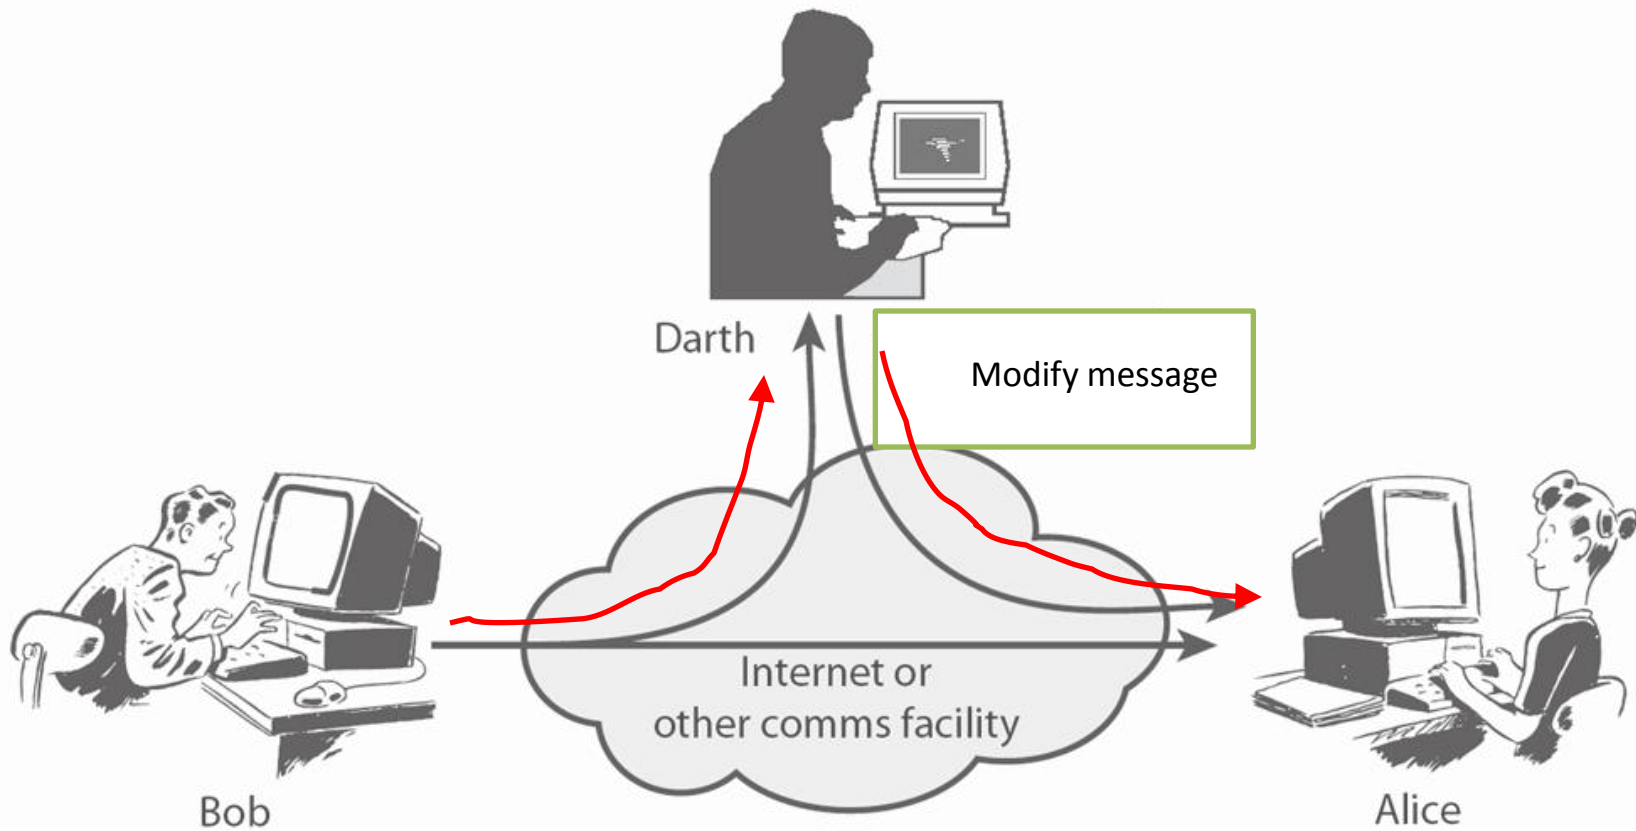 Darth
Modify message
Internet or
other comms facility
Bob
Alice